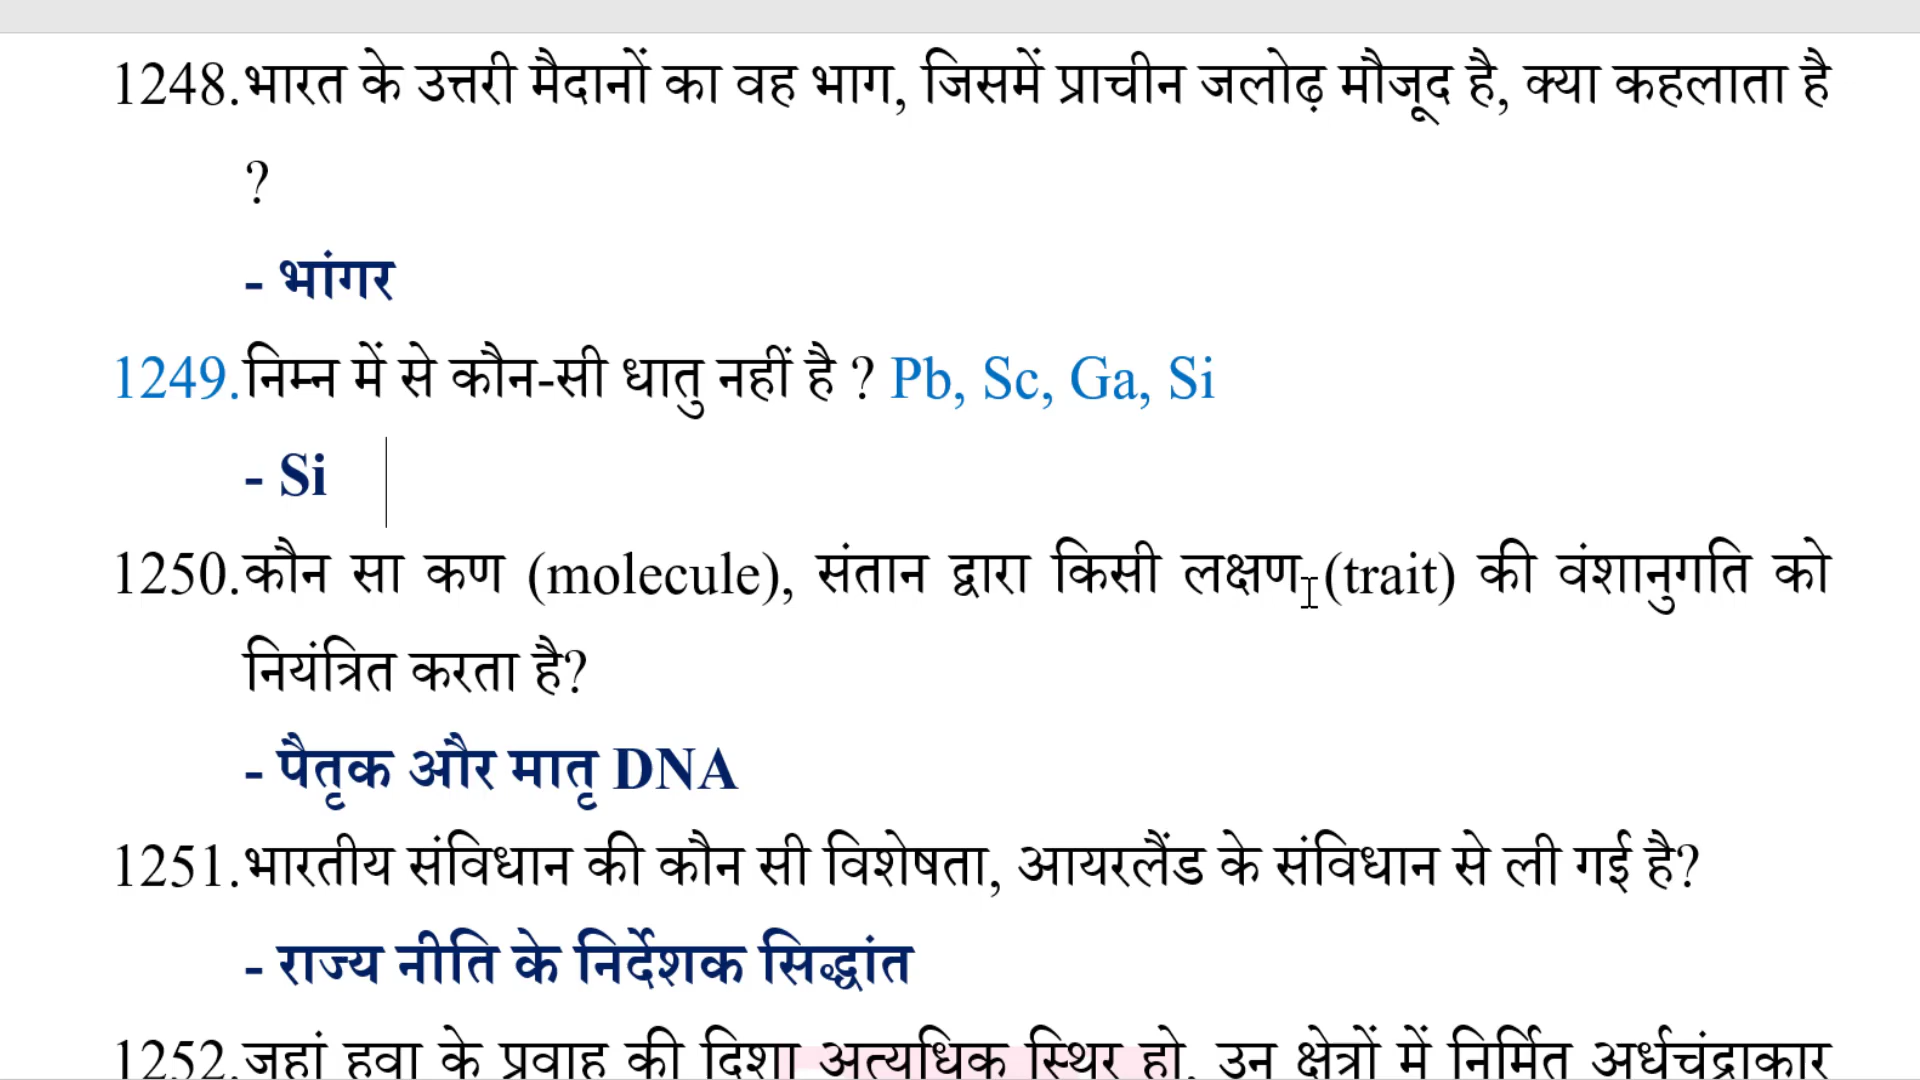 1248.भारत के उत्तरी मैदानों का वह भाग, जिसमें प्राचीन जलोढ़ मौजूद है, क्या कहलाता है
?
- भांगर
1249.निम्न में से कौन-सी धातु नहीं है ? Pb, Sc, Ga, Si
- Si
1250.कौन सा कण (molecule), संतान द्वारा किसी लक्षण (trait) की वंशानुगति को
नियंत्रित करता है?
- पैतृक और मातृ DNA
1251.भारतीय संविधान की कौन सी विशेषता, आयरलैंड के संविधान से ली गई है?
- राज्य नीति के निर्देशक सिद्धांत
1252.जहां हवा के प्रवाह की दिशा अत्यधिक स्थिर हो, उन क्षेत्रों में निर्मित अर्धचंद्राकार